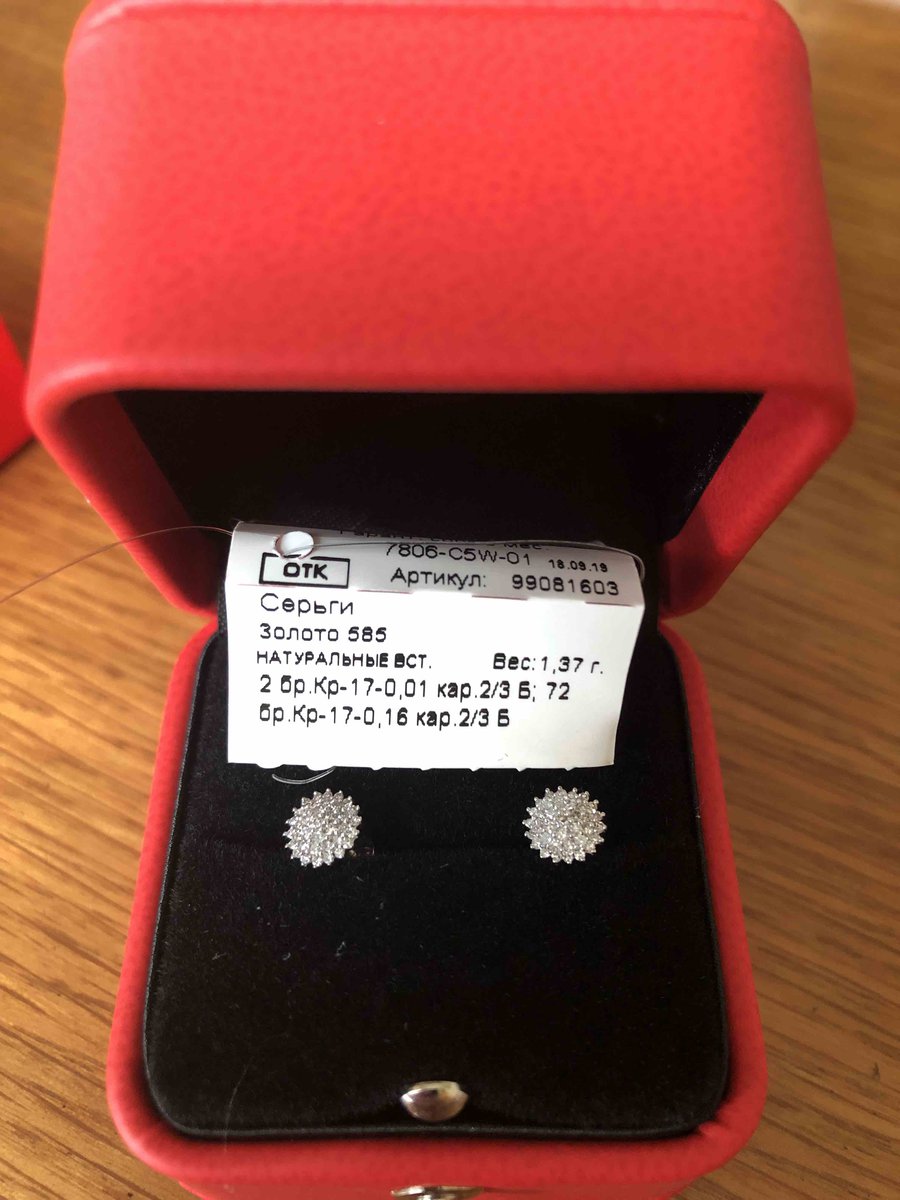 7806-C5W-01 18.09.19
ОТК Артикул: 99081603
Серьги
Золото 585
НАТУРАЛЬНЫЕ ВСТ. Вес:1,37 г.
2 бр.Кр-17-0,01 кар.2/3 Б; 72
бр.Кр-17-0,16 кар.2/3 Б